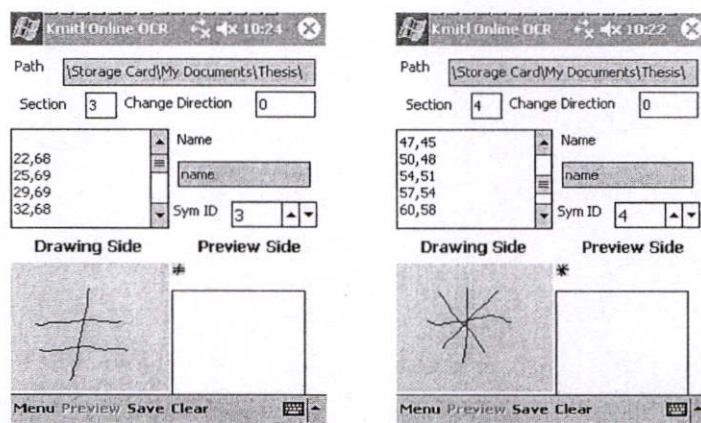 Kmitl Online OCR 10:24
Path \Storage Card\My Documents\Thesis\
Section 3 Change Direction 0
22,68
25,69
29,69
32,68
Name
name
Sym ID 3
Drawing Side Preview Side
Menu Preview Save Clear
Kmitl Online OCR 10:22
Path \Storage Card\My Documents\Thesis\
Section 4 Change Direction 0
47,45
50,48
54,51
57,54
60,58
Name
name
Sym ID 4
Drawing Side Preview Side
*
Menu Preview Save Clear